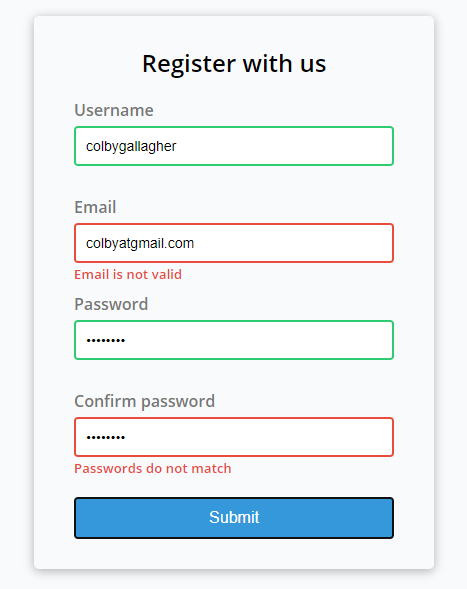 Register with us
Username
colbygallagher
Email
colbyatgmail.com
Email is not valid
Password
••••••••
Confirm password
••••••••
Passwords do not match
Submit